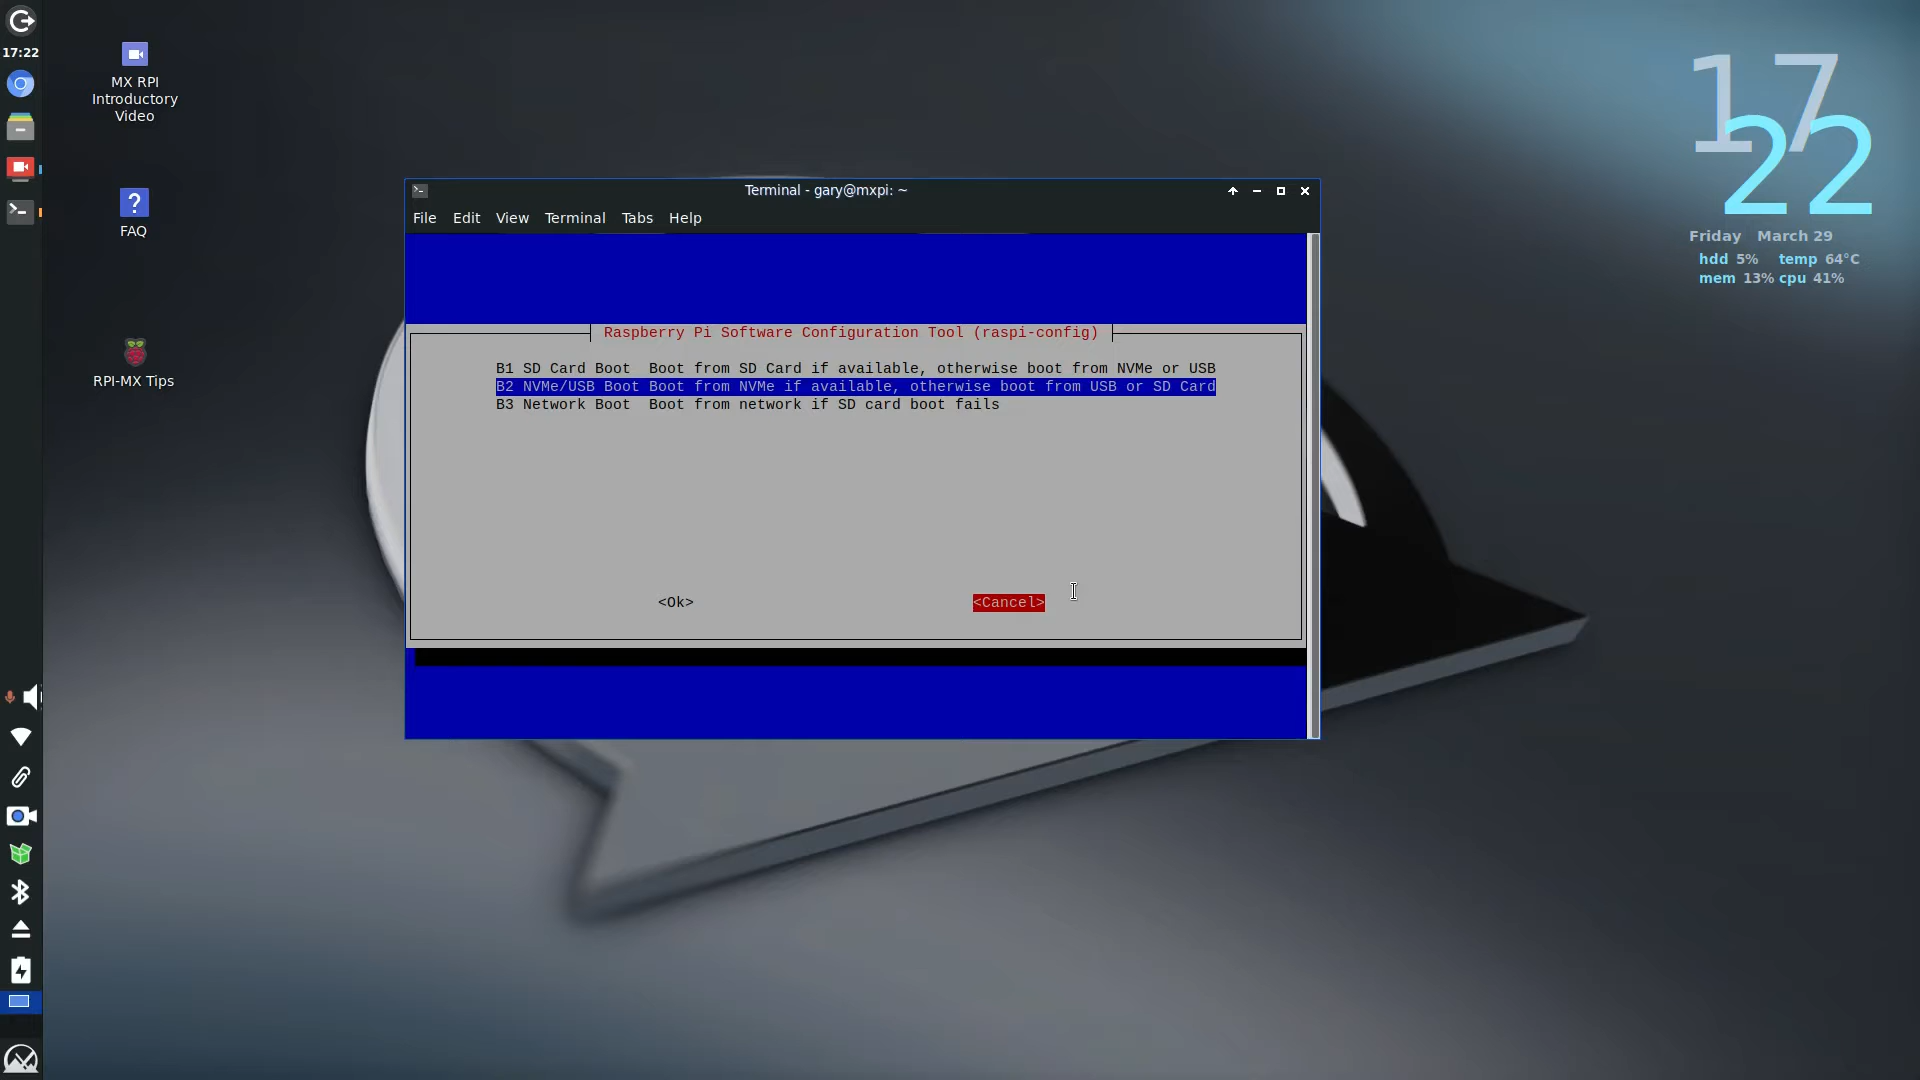 17:22
MX RPI
Introductory
Video
FAQ
RPI-MX Tips
Terminal - gary@mxpi: ~
File Edit View Terminal Tabs Help
Raspberry Pi Software Configuration Tool (raspi-config)
B1 SD Card Boot  Boot from SD Card if available, otherwise boot from NVMe or USB
B2 NVMe/USB Boot Boot from NVMe if available, otherwise boot from USB or SD Card
B3 Network Boot  Boot from network if SD card boot fails
<Ok> <Cancel>
17
22
Friday March 29
hdd 5% temp 64°C
mem 13% cpu 41%